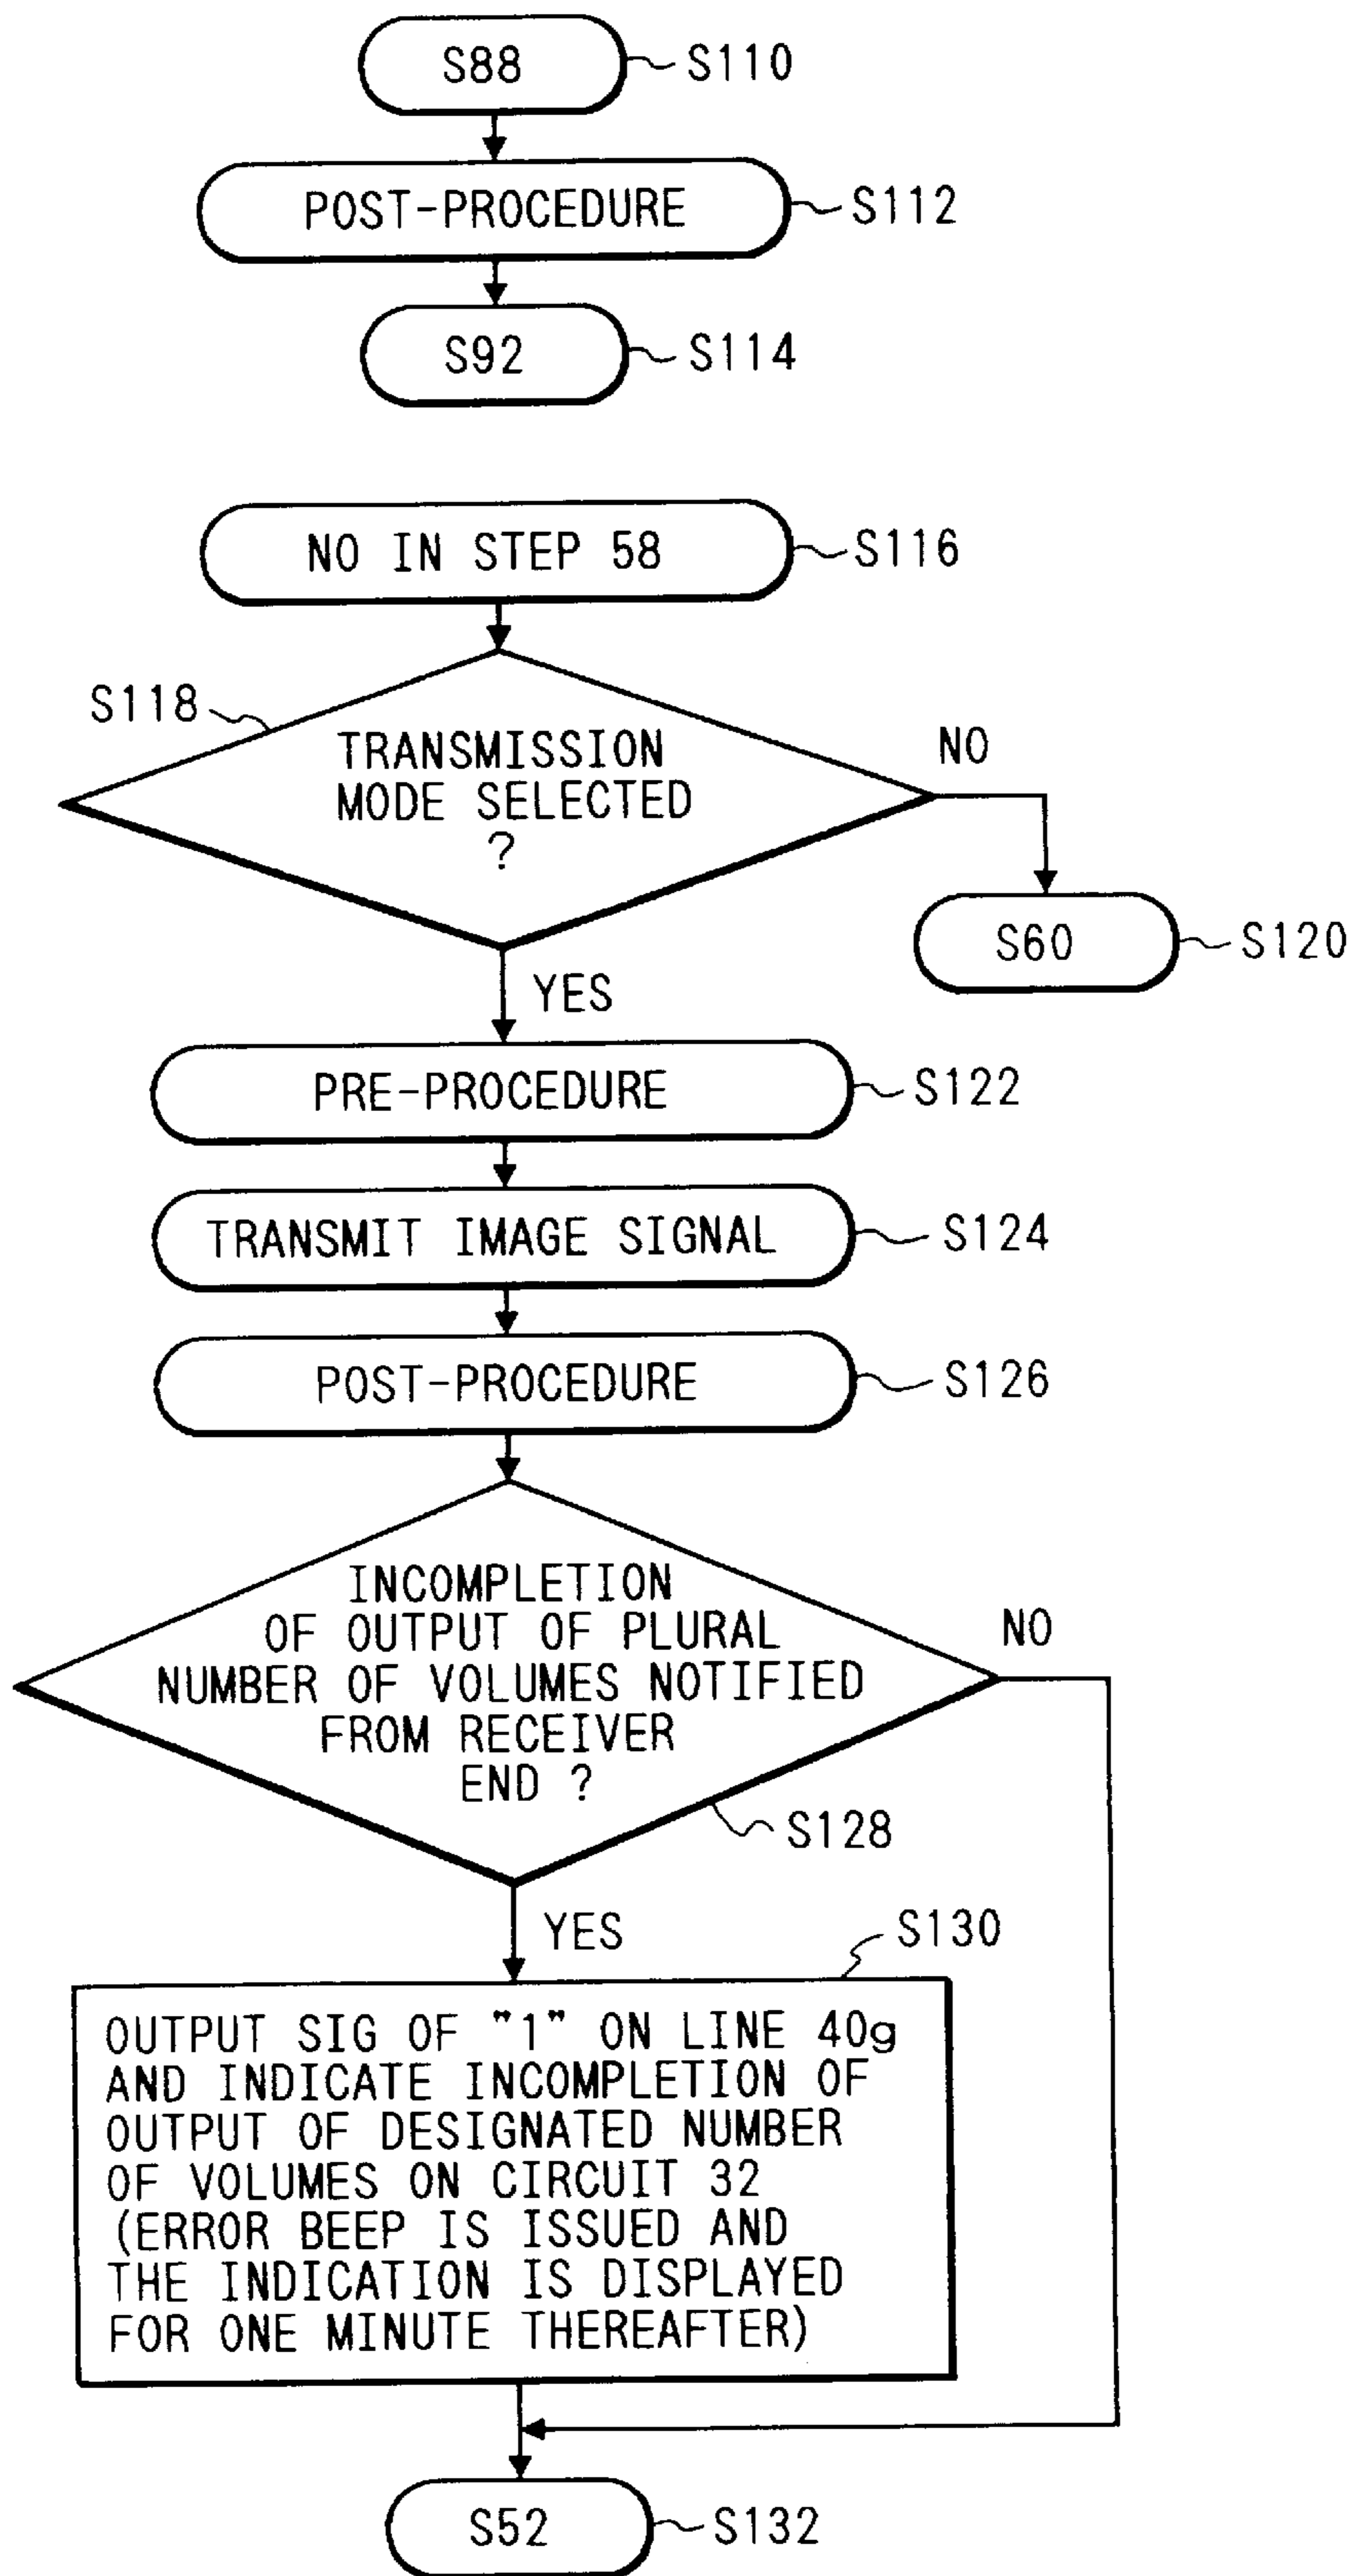 S88
S110
POST-PROCEDURE
S112
S92
S114
NO IN STEP 58
S116
S118
TRANSMISSION
MODE SELECTED
?
NO
S60
S120
YES
PRE-PROCEDURE
S122
TRANSMIT IMAGE SIGNAL
S124
POST-PROCEDURE
S126
INCOMPLETION
OF OUTPUT OF PLURAL
NUMBER OF VOLUMES NOTIFIED
FROM RECEIVER
END ?
NO
S128
YES
S130
OUTPUT SIG OF "1" ON LINE 40g
AND INDICATE INCOMPLETION OF
OUTPUT OF DESIGNATED NUMBER
OF VOLUMES ON CIRCUIT 32
(ERROR BEEP IS ISSUED AND
THE INDICATION IS DISPLAYED
FOR ONE MINUTE THEREAFTER)
S52
S132